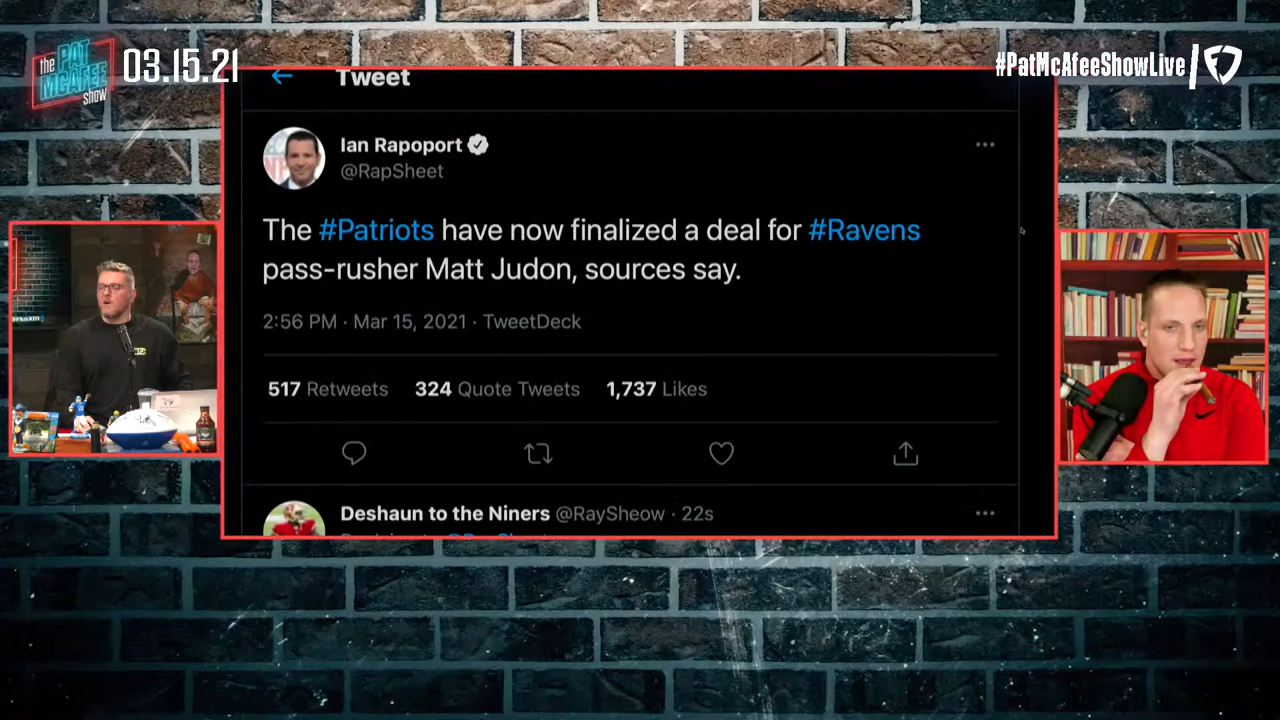 the
PAT
MCAFEE
show
03.15.21
#PatMcAfeeShowLive
Tweet
Ian Rapoport
@RapSheet
The #Patriots have now finalized a deal for #Ravens
pass-rusher Matt Judon, sources say.
2:56 PM · Mar 15, 2021 · TweetDeck
517 Retweets 324 Quote Tweets 1,737 Likes
Deshaun to the Niners @RaySheow · 22s